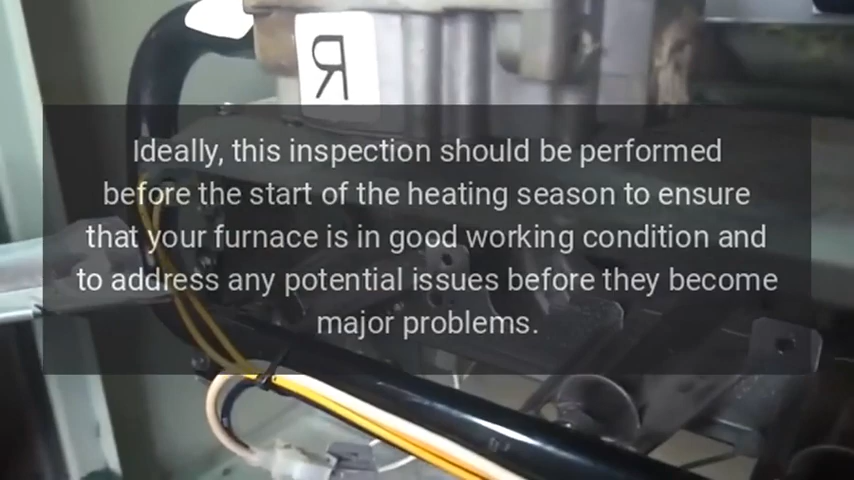 R
Ideally, this inspection should be performed
before the start of the heating season to ensure
that your furnace is in good working condition and
to address any potential issues before they become
major problems.